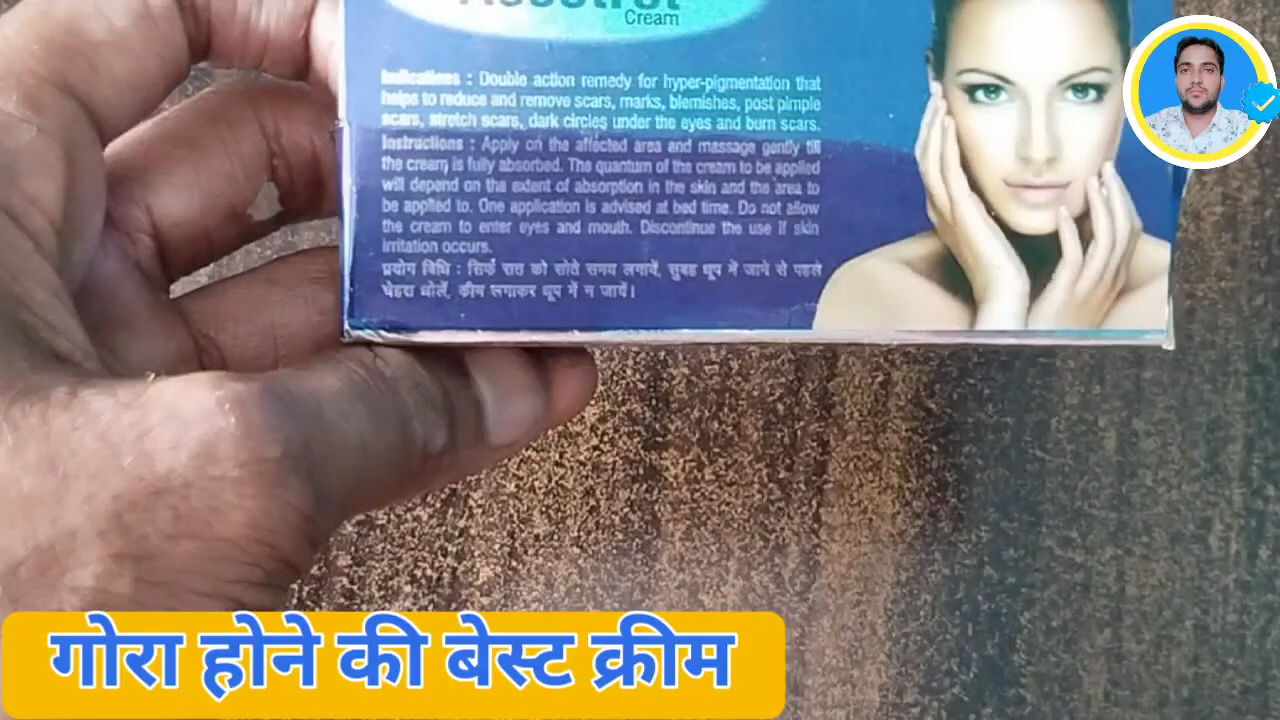 Cream
Indications : Double action remedy for hyper-pigmentation that
helps to reduce and remove scars, marks, blemishes, post pimple
scars, stretch scars, dark circles under the eyes and burn scars.
Instructions : Apply on the affected area and massage gently till
the cream is fully absorbed. The quantum of the cream to be applied
will depend on the extent of absorption in the skin and the area to
be applied to. One application is advised at bed time. Do not allow
the cream to enter eyes and mouth. Discontinue the use if skin
irritation occurs.
प्रयोग विधि : सिर्फ रात को सोते समय लगायें, सुबह धूप में जाने से पहले
चेहरा धोलें, क्रीम लगाकर धूप में न जायें।
गोरा होने की बेस्ट क्रीम